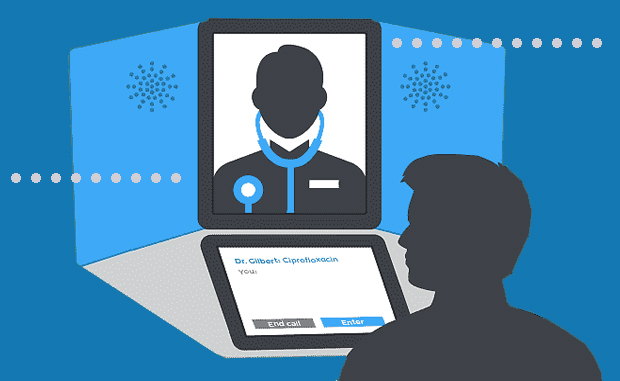 Dr. Gilbert: Ciprofloxacin
You:
End call
Enter